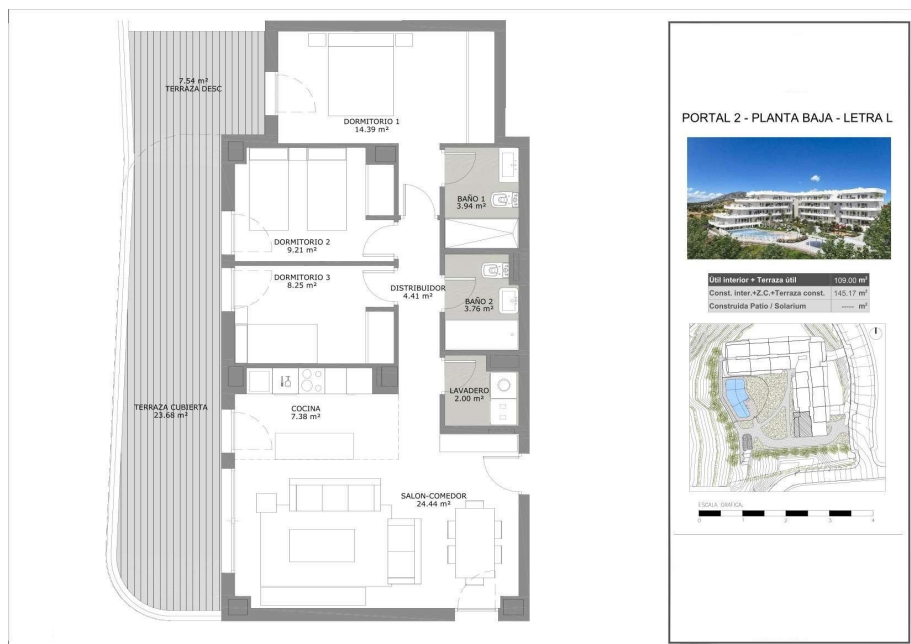 7.54 m²
TERRAZA DESC
DORMITORIO 1
14.39 m²
BAÑO 1
3.94 m²
DORMITORIO 2
9.21 m²
DORMITORIO 3
8.25 m²
DISTRIBUIDOR
4.41 m²
BAÑO 2
3.76 m²
LAVADERO
2.00 m²
TERRAZA CUBIERTA
23.68 m²
COCINA
7.38 m²
SALON-COMEDOR
24.44 m²
PORTAL 2 - PLANTA BAJA - LETRA L
Útil interior + Terraza útil 109.00 m²
Const. inter.+Z.C.+Terraza const. 145.17 m²
Construida Patio / Solarium ----- m²
ESCALA GRÁFICA:
0 1 2 3 4